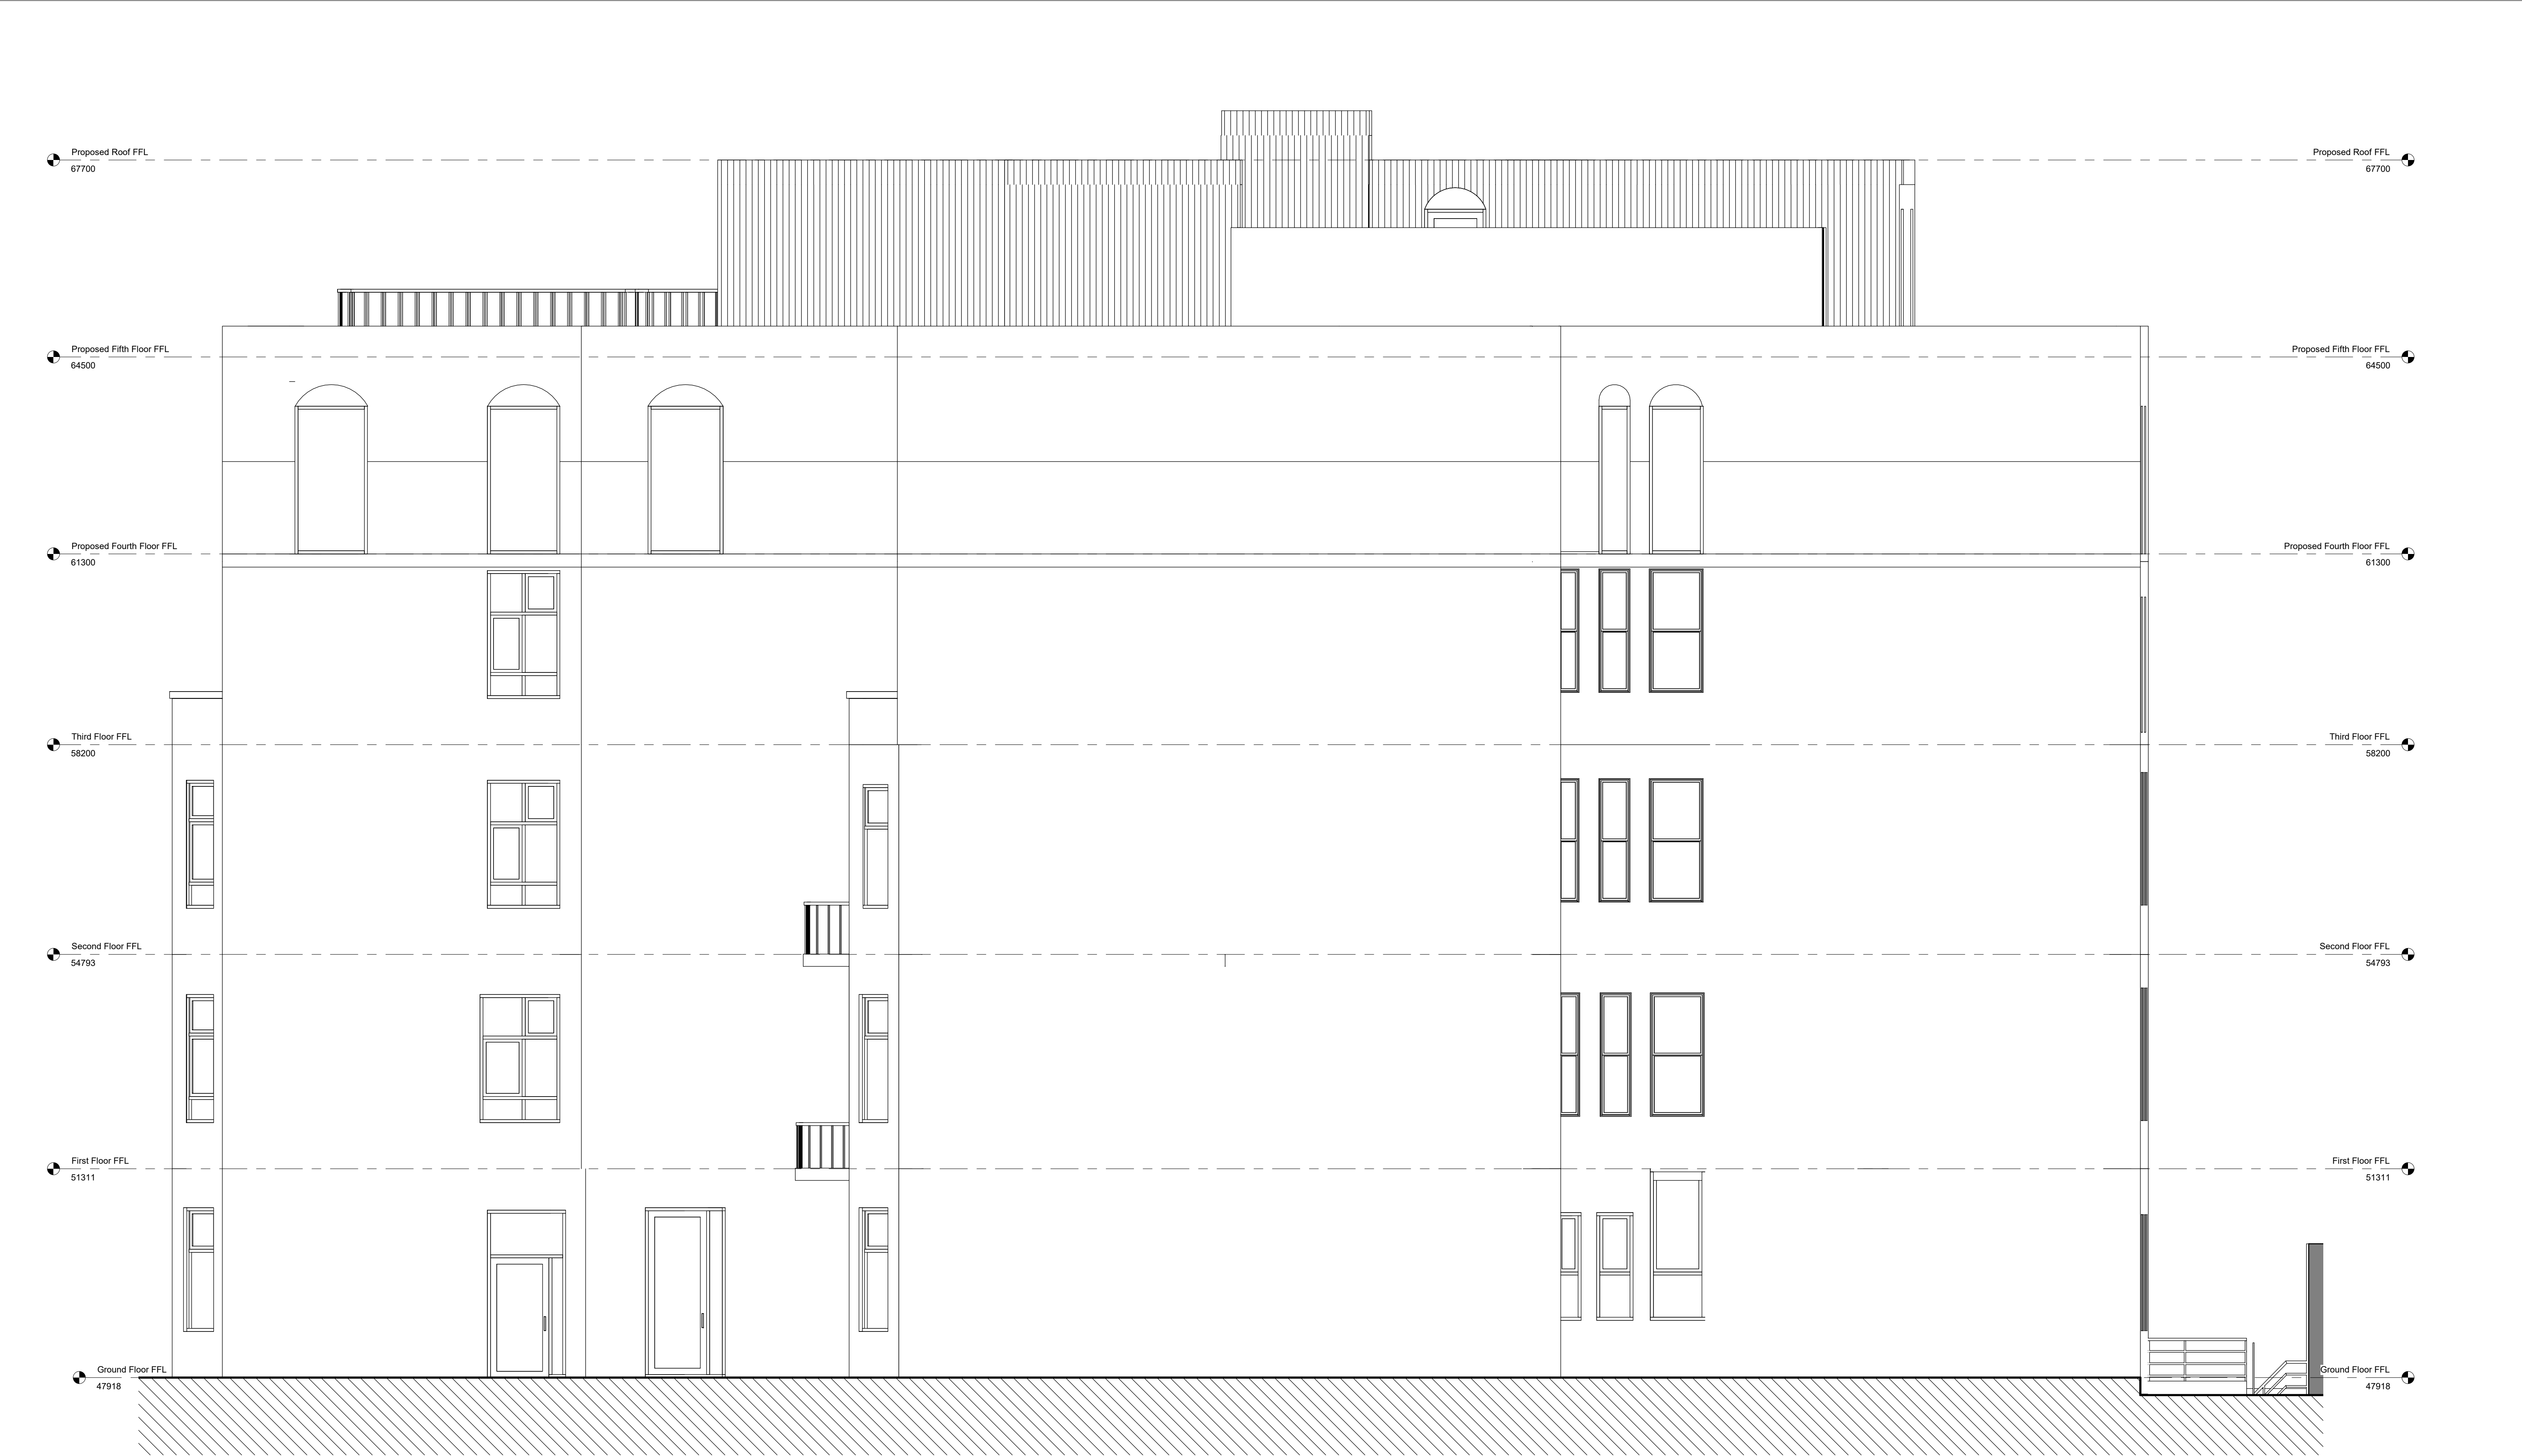 Proposed Roof FFL
67700
Proposed Roof FFL
67700
Proposed Fifth Floor FFL
64500
Proposed Fifth Floor FFL
64500
Proposed Fourth Floor FFL
61300
Proposed Fourth Floor FFL
61300
Third Floor FFL
58200
Third Floor FFL
58200
Second Floor FFL
54793
Second Floor FFL
54793
First Floor FFL
51311
First Floor FFL
51311
Ground Floor FFL
47918
Ground Floor FFL
47918